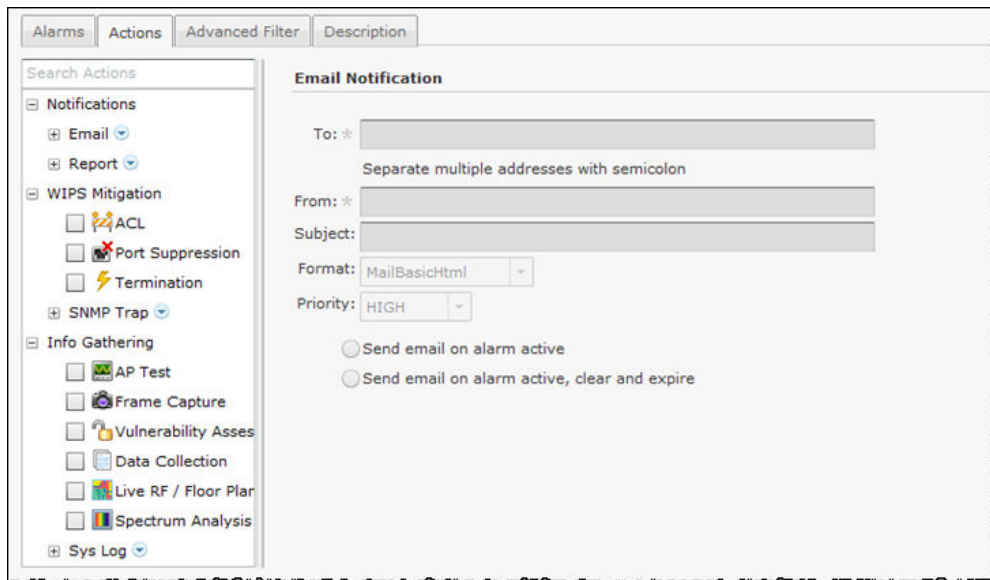 Alarms Actions Advanced Filter Description
Search Actions
Notifications
Email
Report
WIPS Mitigation
ACL
Port Suppression
Termination
SNMP Trap
Info Gathering
AP Test
Frame Capture
Vulnerability Asses
Data Collection
Live RF / Floor Plan
Spectrum Analysis
Sys Log
Email Notification
To: *
Separate multiple addresses with semicolon
From: *
Subject:
Format: MailBasicHtml
Priority: HIGH
Send email on alarm active
Send email on alarm active, clear and expire